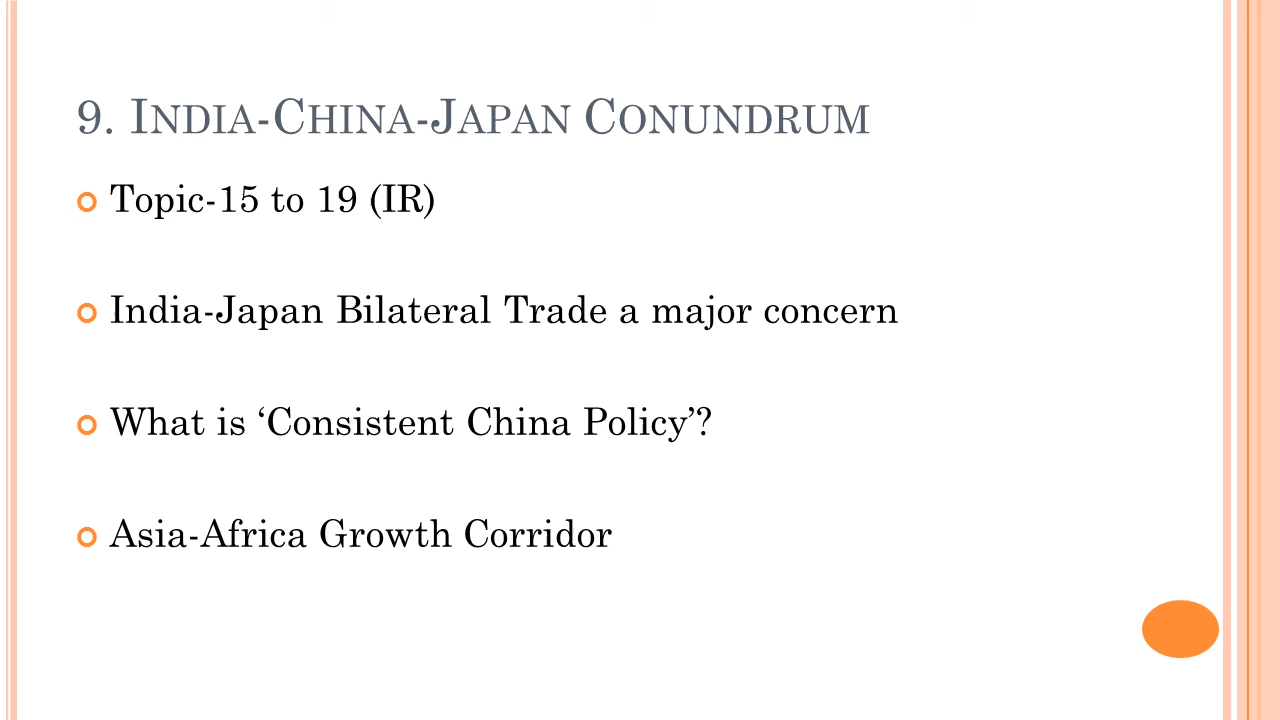 9. India-China-Japan Conundrum
Topic-15 to 19 (IR)
India-Japan Bilateral Trade a major concern
What is ‘Consistent China Policy’?
Asia-Africa Growth Corridor